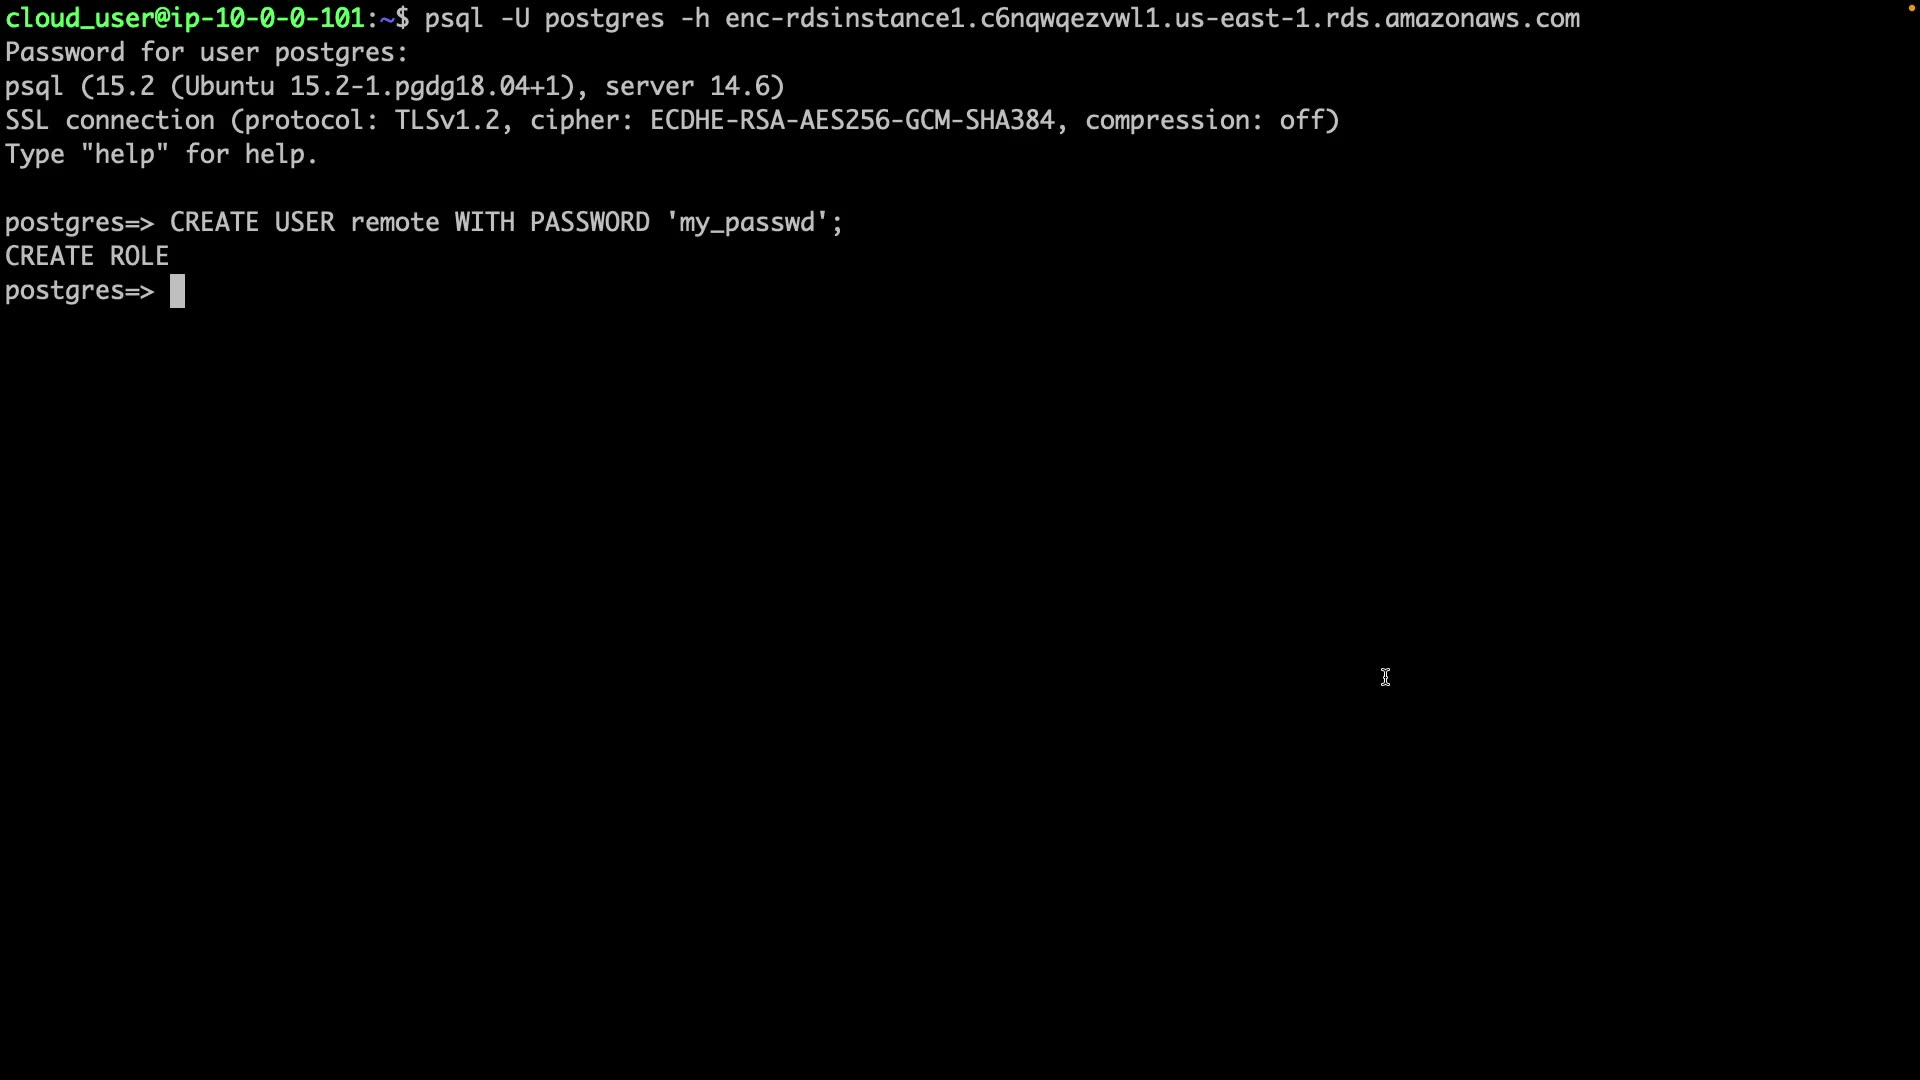 cloud_user@ip-10-0-0-101:~$ psql -U postgres -h enc-rdsinstance1.c6nqwqezvwl1.us-east-1.rds.amazonaws.com
Password for user postgres:
psql (15.2 (Ubuntu 15.2-1.pgdg18.04+1), server 14.6)
SSL connection (protocol: TLSv1.2, cipher: ECDHE-RSA-AES256-GCM-SHA384, compression: off)
Type "help" for help.

postgres=> CREATE USER remote WITH PASSWORD 'my_passwd';
CREATE ROLE
postgres=>